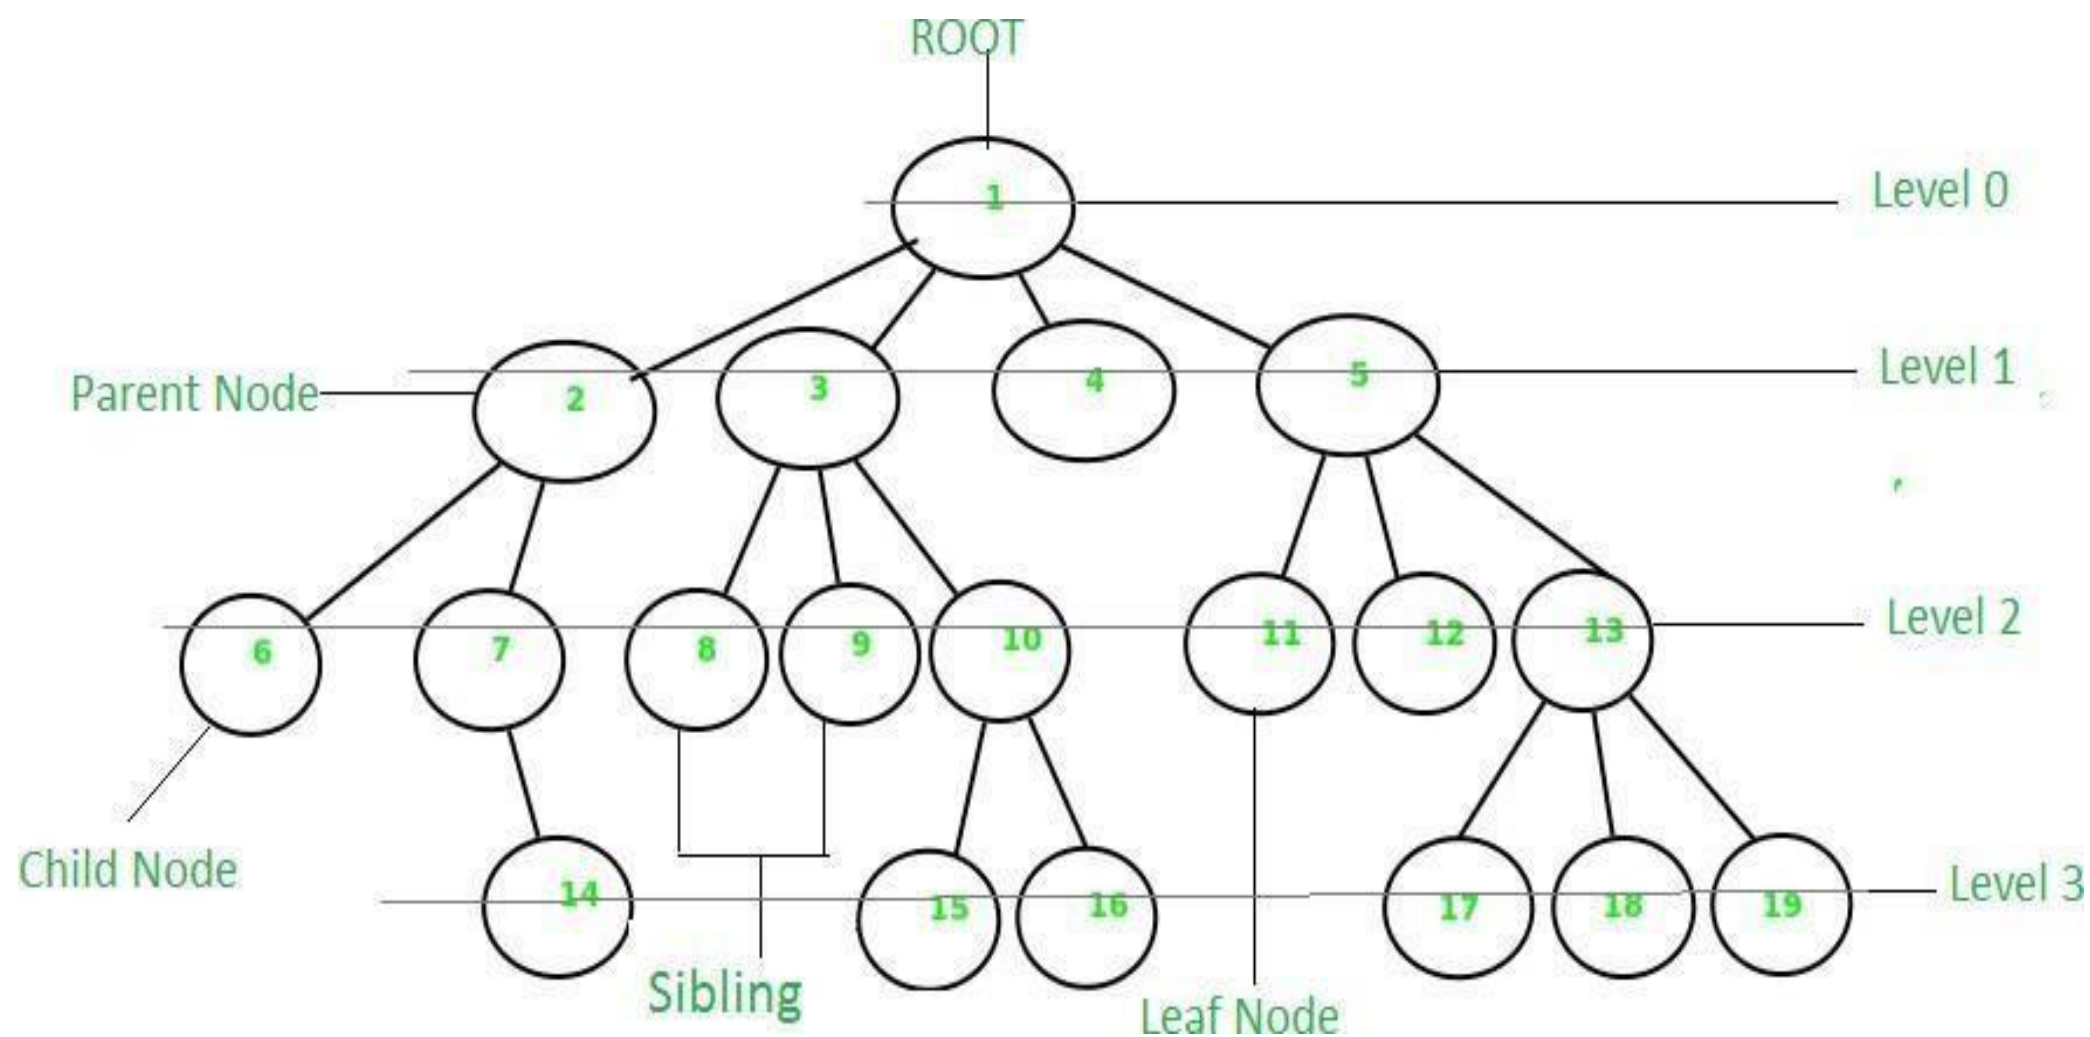 ROOT
1
Level 0
Parent Node
2
3
4
5
Level 1
6
7
8
9
10
11
12
13
Level 2
Child Node
14
15
16
17
18
19
Level 3
Sibling
Leaf Node